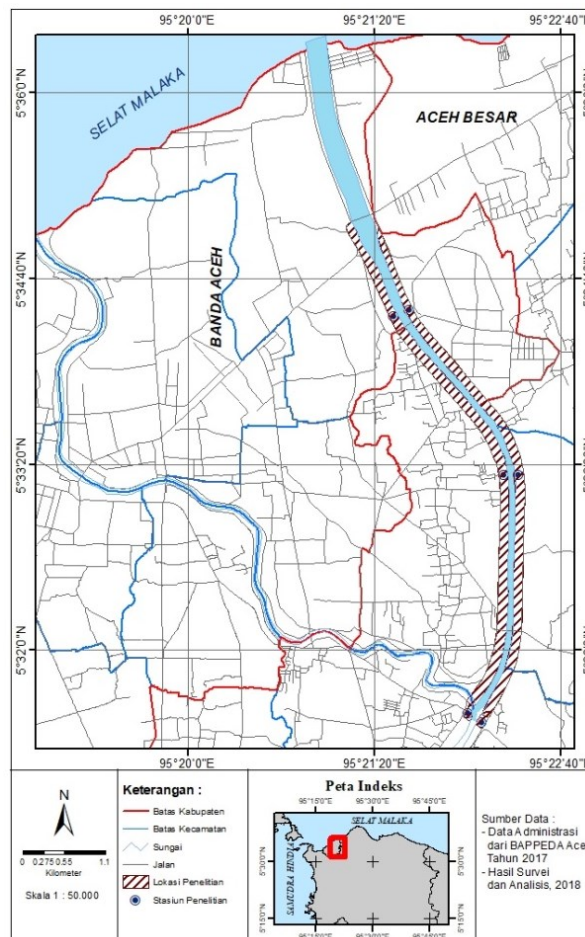 95°20'0"E 95°21'20"E 95°22'40"E
5°36'0"N
5°34'40"N
5°33'20"N
5°32'0"N
SELAT MALAKA
ACEH BESAR
BANDA ACEH
95°20'0"E 95°21'20"E 95°22'40"E
N
0 0.275 0.55 1.1
Kilometer
Skala 1 : 50.000
Keterangan :
Batas Kabupaten
Batas Kecamatan
Sungai
Jalan
Lokasi Penelitian
Stasiun Penelitian
Peta Indeks
95°15'0"E 95°30'0"E 95°45'0"E
SELAT MALAKA
SAMUDRA HINDIA
5°30'0"N
5°15'0"N
Sumber Data :
- Data Administrasi
dari BAPPEDA Ace
Tahun 2017
- Hasil Survei
dan Analisis, 2018